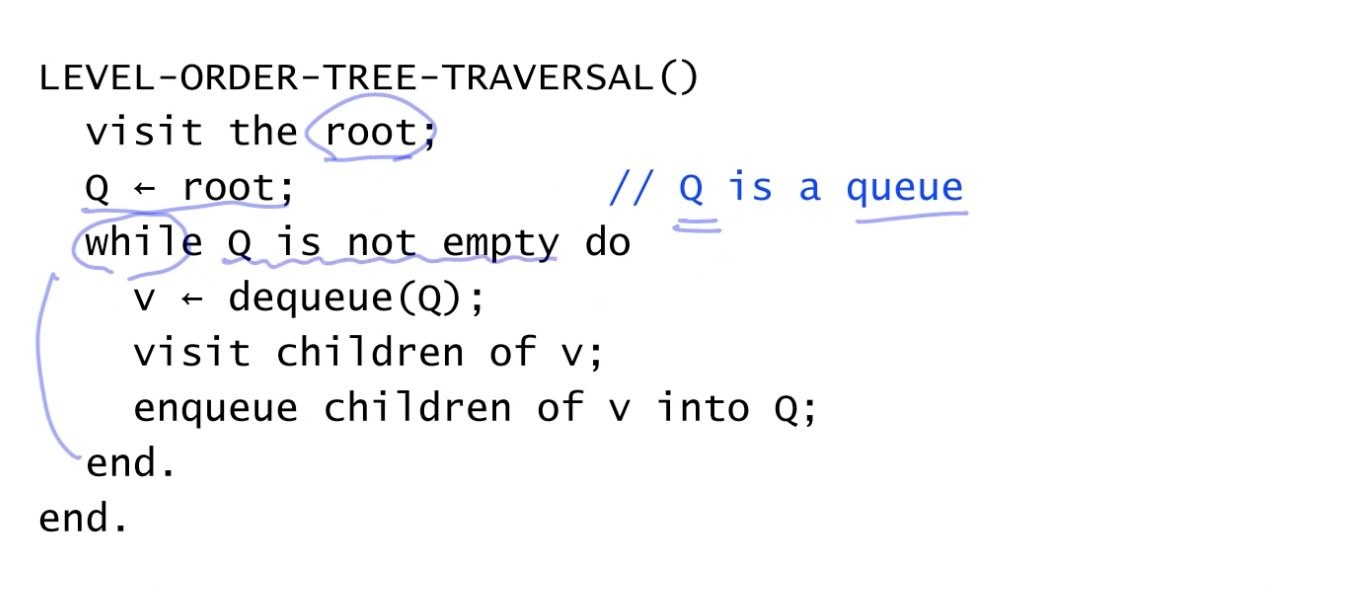 LEVEL-ORDER-TREE-TRAVERSAL()
visit the root;
Q ← root; // Q is a queue
while Q is not empty do
v ← dequeue(Q);
visit children of v;
enqueue children of v into Q;
end.
end.